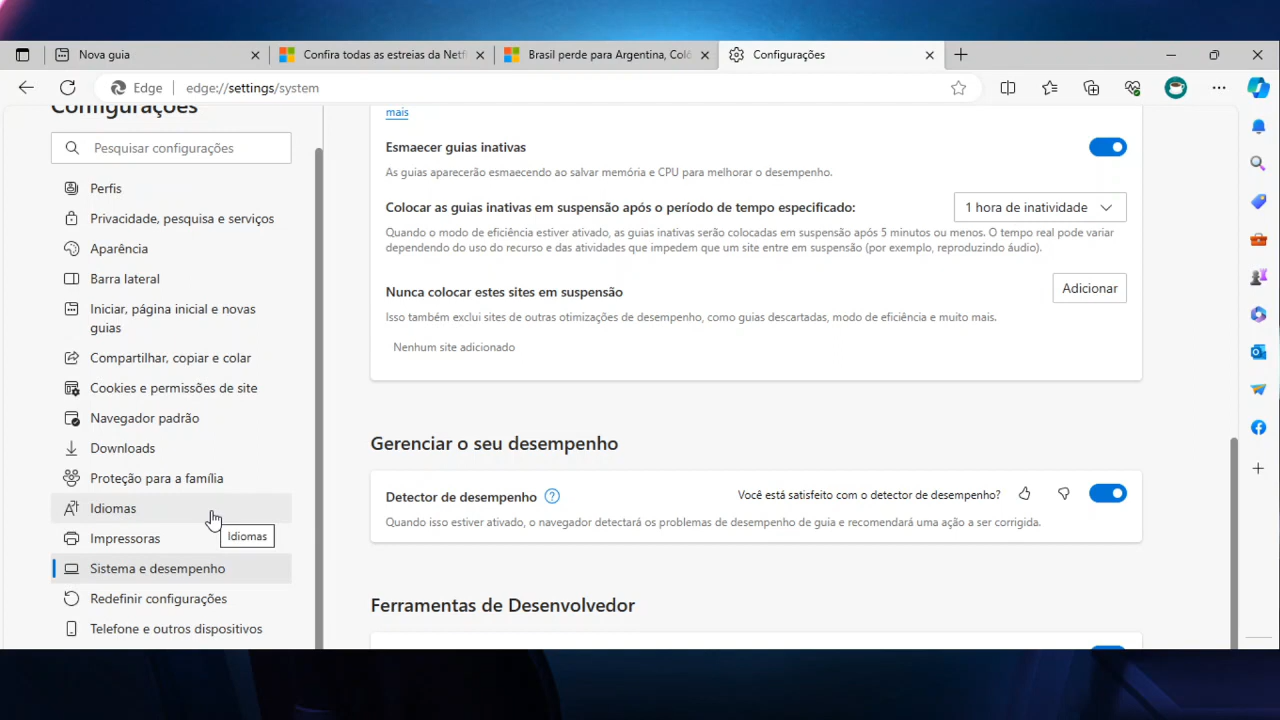 Nova guia
Confira todas as estreias da Netfl
Brasil perde para Argentina, Coló
Configurações
Edge
edge://settings/system
Configurações
Pesquisar configurações
Perfis
Privacidade, pesquisa e serviços
Aparência
Barra lateral
Iniciar, página inicial e novas
guias
Compartilhar, copiar e colar
Cookies e permissões de site
Navegador padrão
Downloads
Proteção para a família
Idiomas
Idiomas
Impressoras
Sistema e desempenho
Redefinir configurações
Telefone e outros dispositivos
mais
Esmaecer guias inativas
As guias aparecerão esmaecendo ao salvar memória e CPU para melhorar o desempenho.
Colocar as guias inativas em suspensão após o período de tempo especificado:
1 hora de inatividade
Quando o modo de eficiência estiver ativado, as guias inativas serão colocadas em suspensão após 5 minutos ou menos. O tempo real pode variar
dependendo do uso do recurso e das atividades que impedem que um site entre em suspensão (por exemplo, reproduzindo áudio).
Nunca colocar estes sites em suspensão
Adicionar
Isso também exclui sites de outras otimizações de desempenho, como guias descartadas, modo de eficiência e muito mais.
Nenhum site adicionado
Gerenciar o seu desempenho
Detector de desempenho
Você está satisfeito com o detector de desempenho?
Quando isso estiver ativado, o navegador detectará os problemas de desempenho de guia e recomendará uma ação a ser corrigida.
Ferramentas de Desenvolvedor